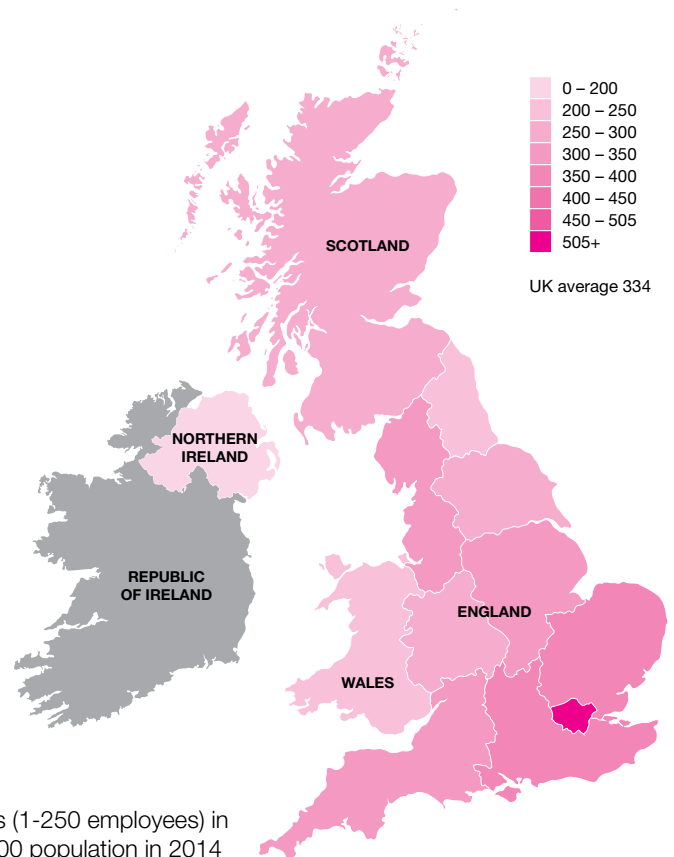 0 – 200
200 – 250
250 – 300
300 – 350
350 – 400
400 – 450
450 – 505
505+
UK average 334
SCOTLAND
NORTHERN
IRELAND
REPUBLIC
OF IRELAND
ENGLAND
WALES
s (1-250 employees) in
00 population in 2014